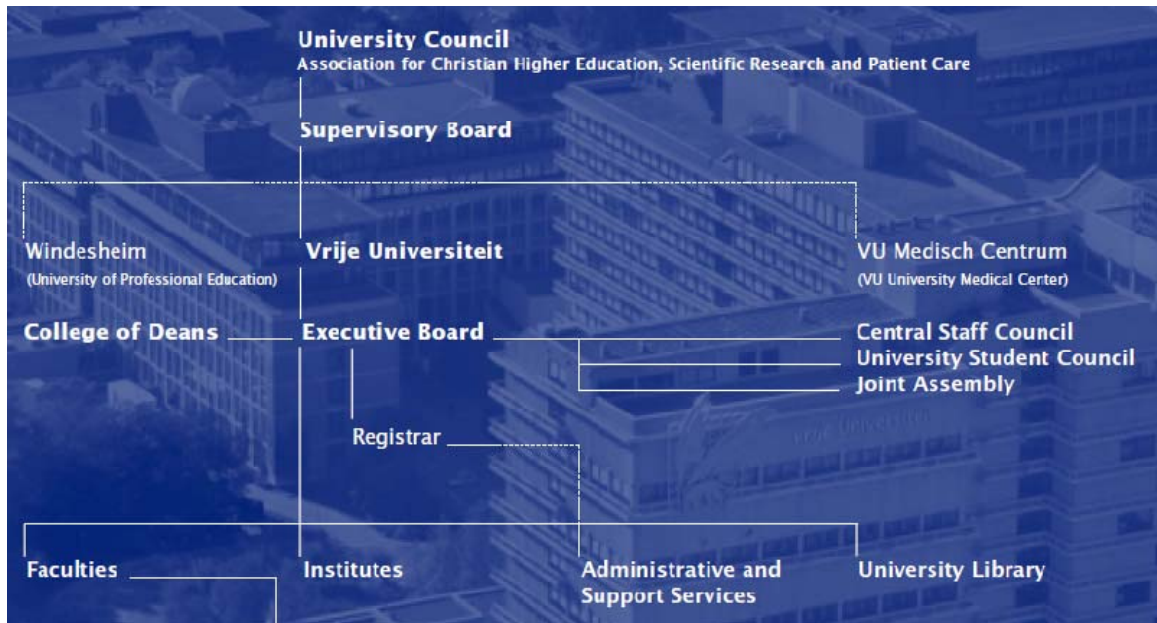 University Council
Association for Christian Higher Education, Scientific Research and Patient Care
Supervisory Board
Windesheim
(University of Professional Education)
Vrije Universiteit
VU Medisch Centrum
(VU University Medical Center)
College of Deans
Executive Board
Central Staff Council
University Student Council
Joint Assembly
Registrar
vrije Universiteit
Faculties
Institutes
Administrative and
Support Services
University Library